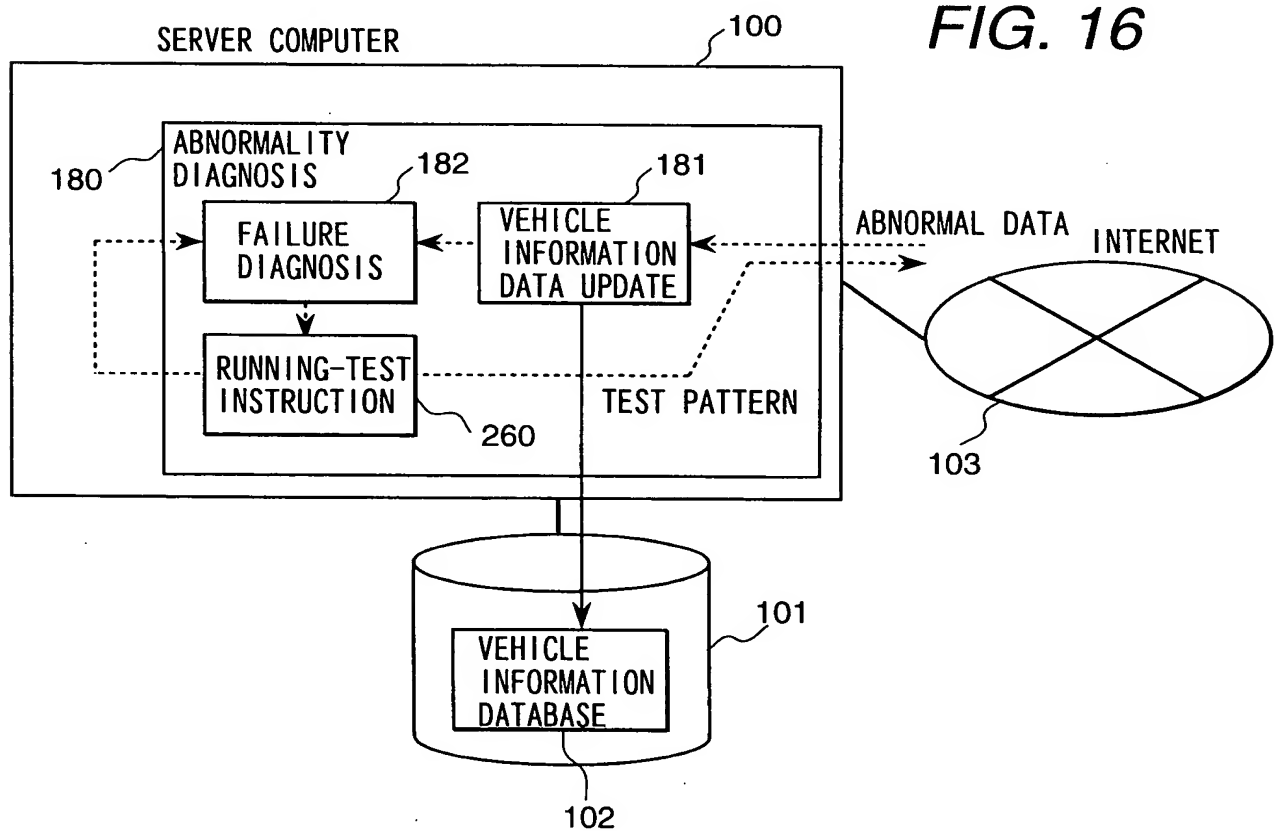 FIG. 16
SERVER COMPUTER
100
ABNORMALITY
DIAGNOSIS
180
182
181
FAILURE
DIAGNOSIS
VEHICLE
INFORMATION
DATA UPDATE
ABNORMAL DATA
INTERNET
RUNNING-TEST
INSTRUCTION
TEST PATTERN
260
103
101
VEHICLE
INFORMATION
DATABASE
102